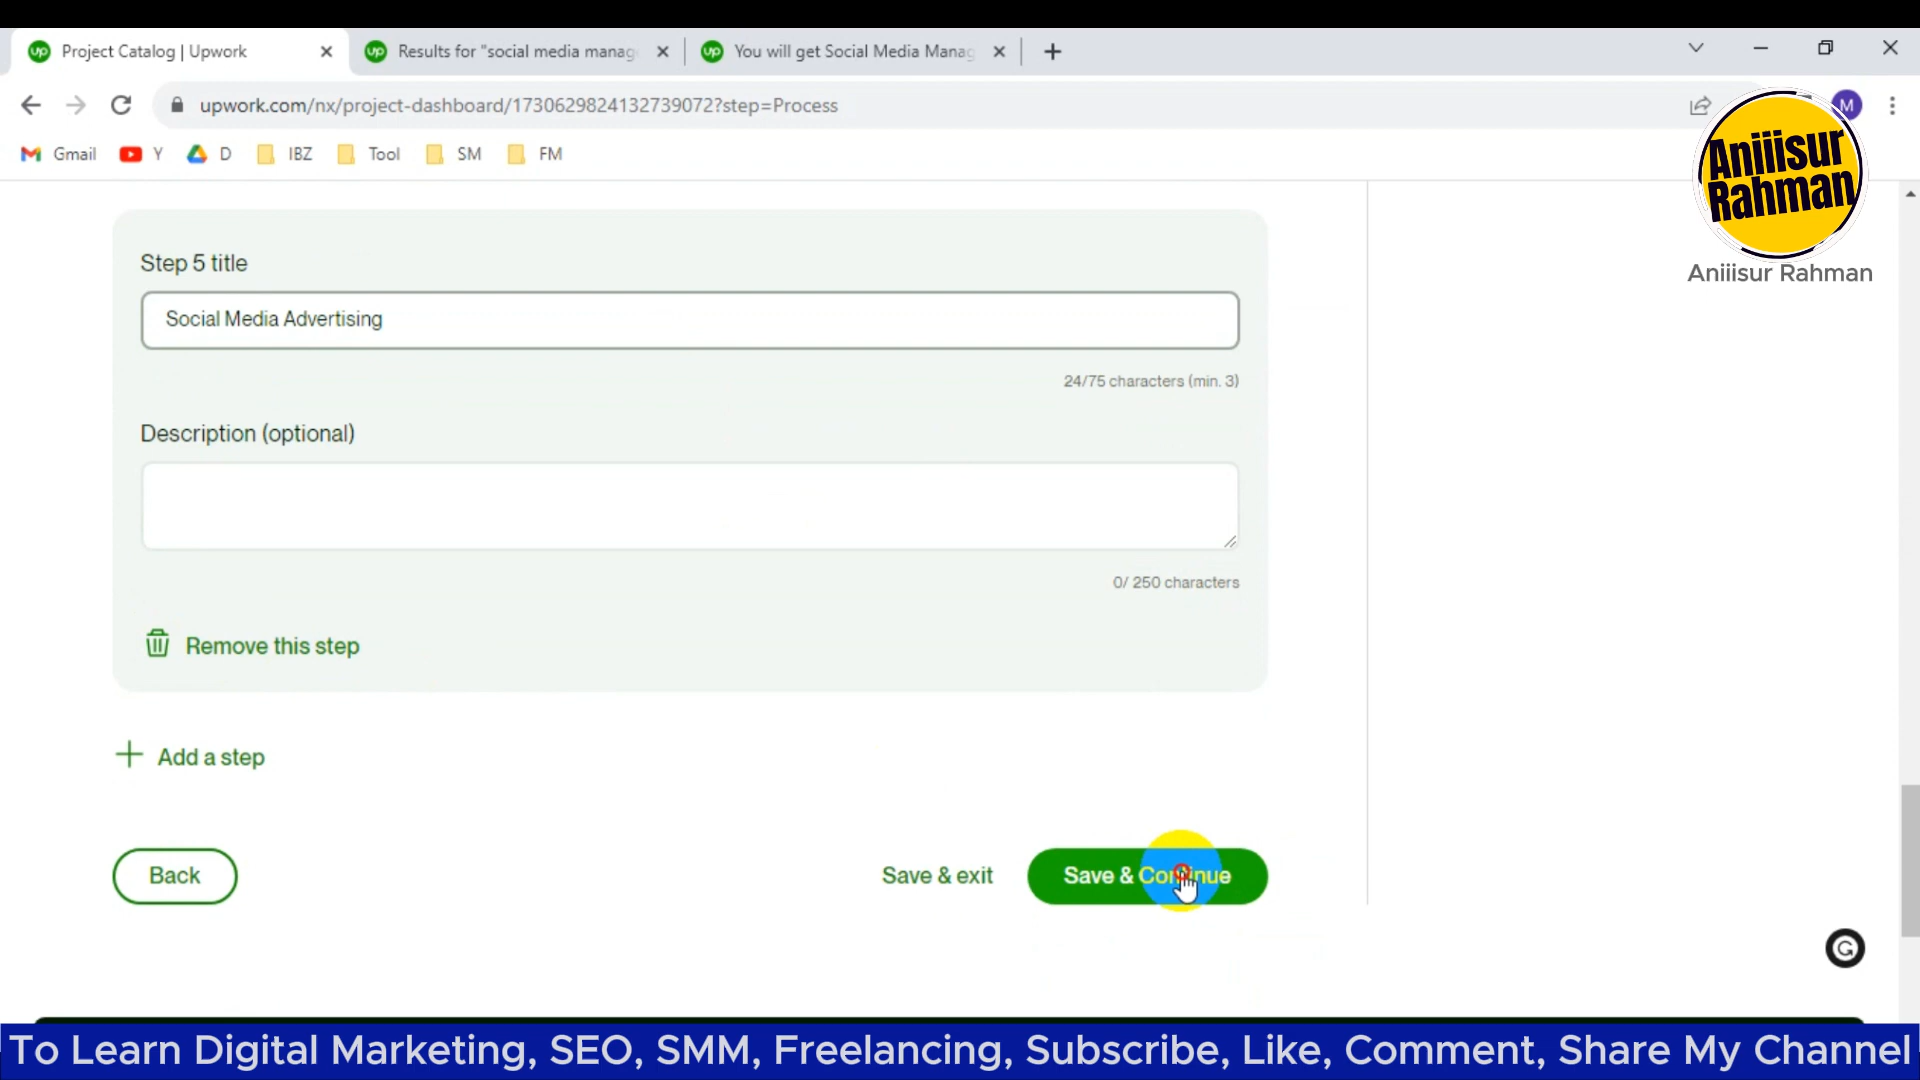 Project Catalog | Upwork
Results for "social media manag
You will get Social Media Manag
upwork.com/nx/project-dashboard/1730629824132739072?step=Process
M
Gmail
Y
D
IBZ
Tool
SM
FM
Aniiisur
Rahman
Aniiisur Rahman
Step 5 title
Social Media Advertising
24/75 characters (min. 3)
Description (optional)
0/ 250 characters
Remove this step
Add a step
Back
Save & exit
Save & Continue
To Learn Digital Marketing, SEO, SMM, Freelancing, Subscribe, Like, Comment, Share My Channel